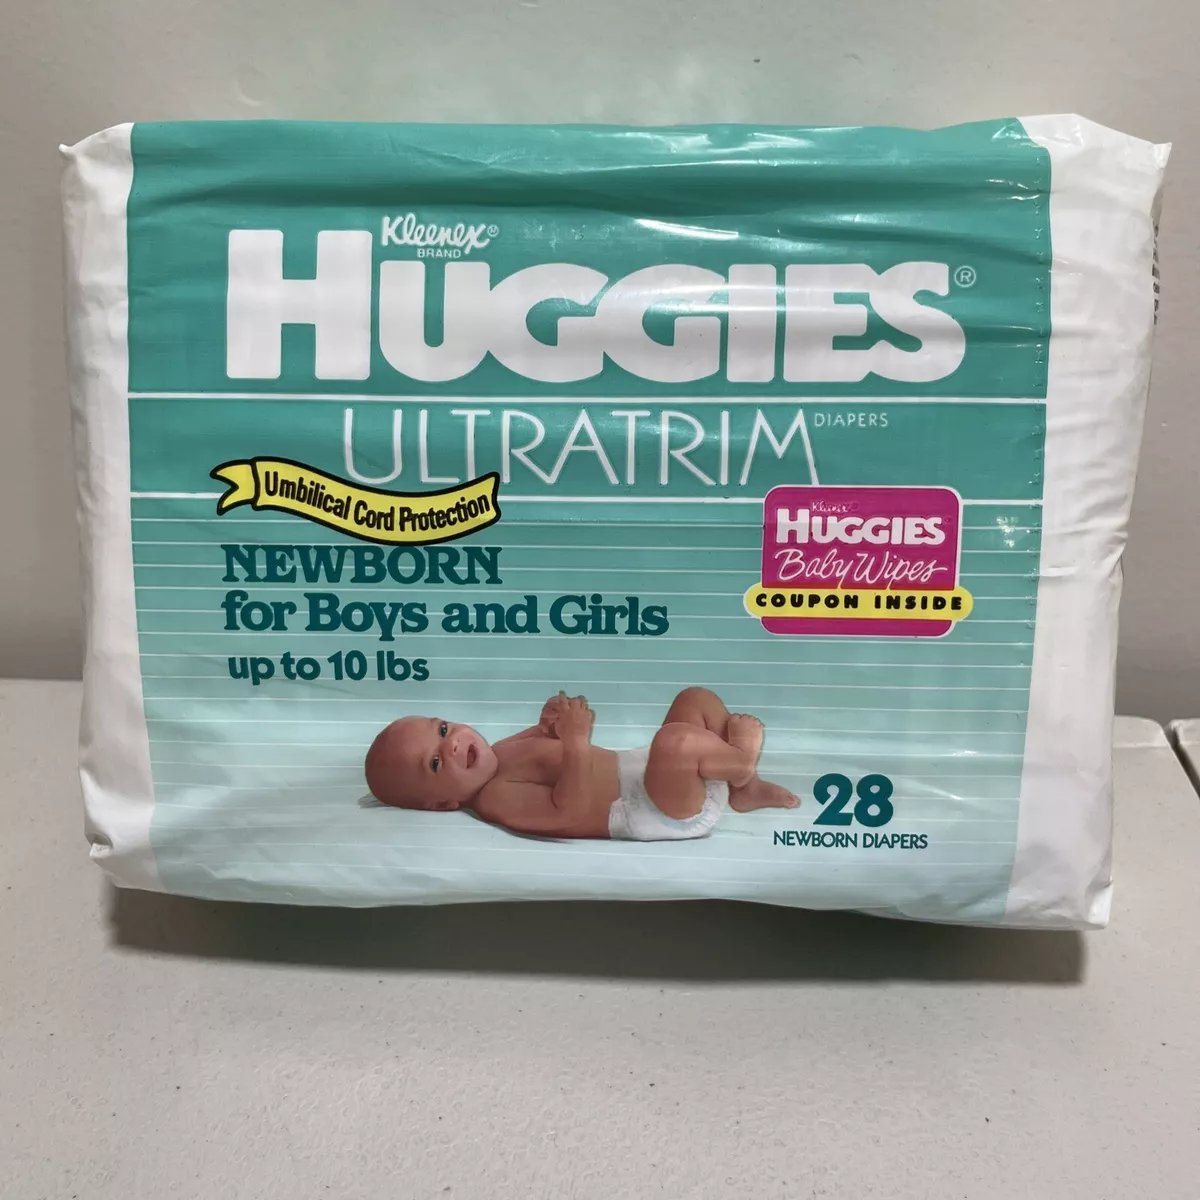 Kleenex®
BRAND
HUGGIES®
ULTRATRIM DIAPERS
Umbilical Cord Protection
NEWBORN
for Boys and Girls
up to 10 lbs
Kleenex
HUGGIES
Baby Wipes
COUPON INSIDE
28
NEWBORN DIAPERS